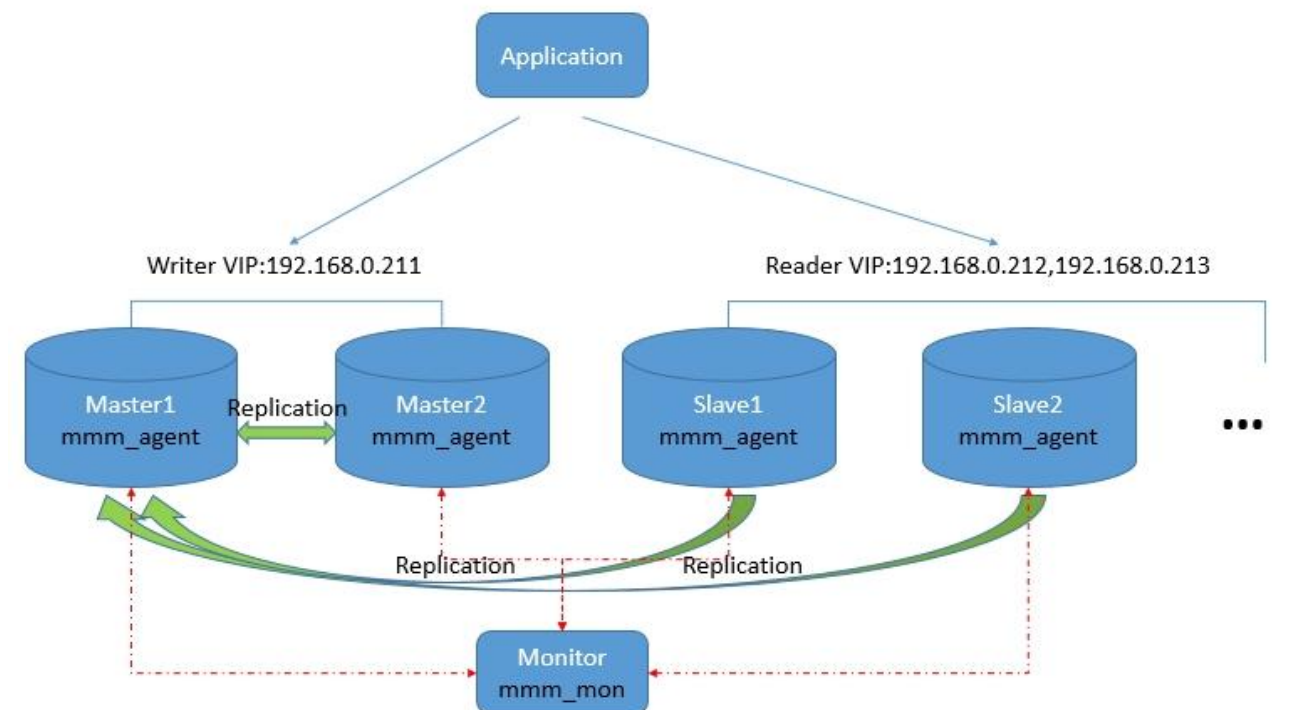 Application
Writer VIP:192.168.0.211
Reader VIP:192.168.0.212,192.168.0.213
Master1
mmm_agent
Replication
Master2
mmm_agent
Slave1
mmm_agent
Slave2
mmm_agent
...
Replication
Replication
Monitor
mmm_mon